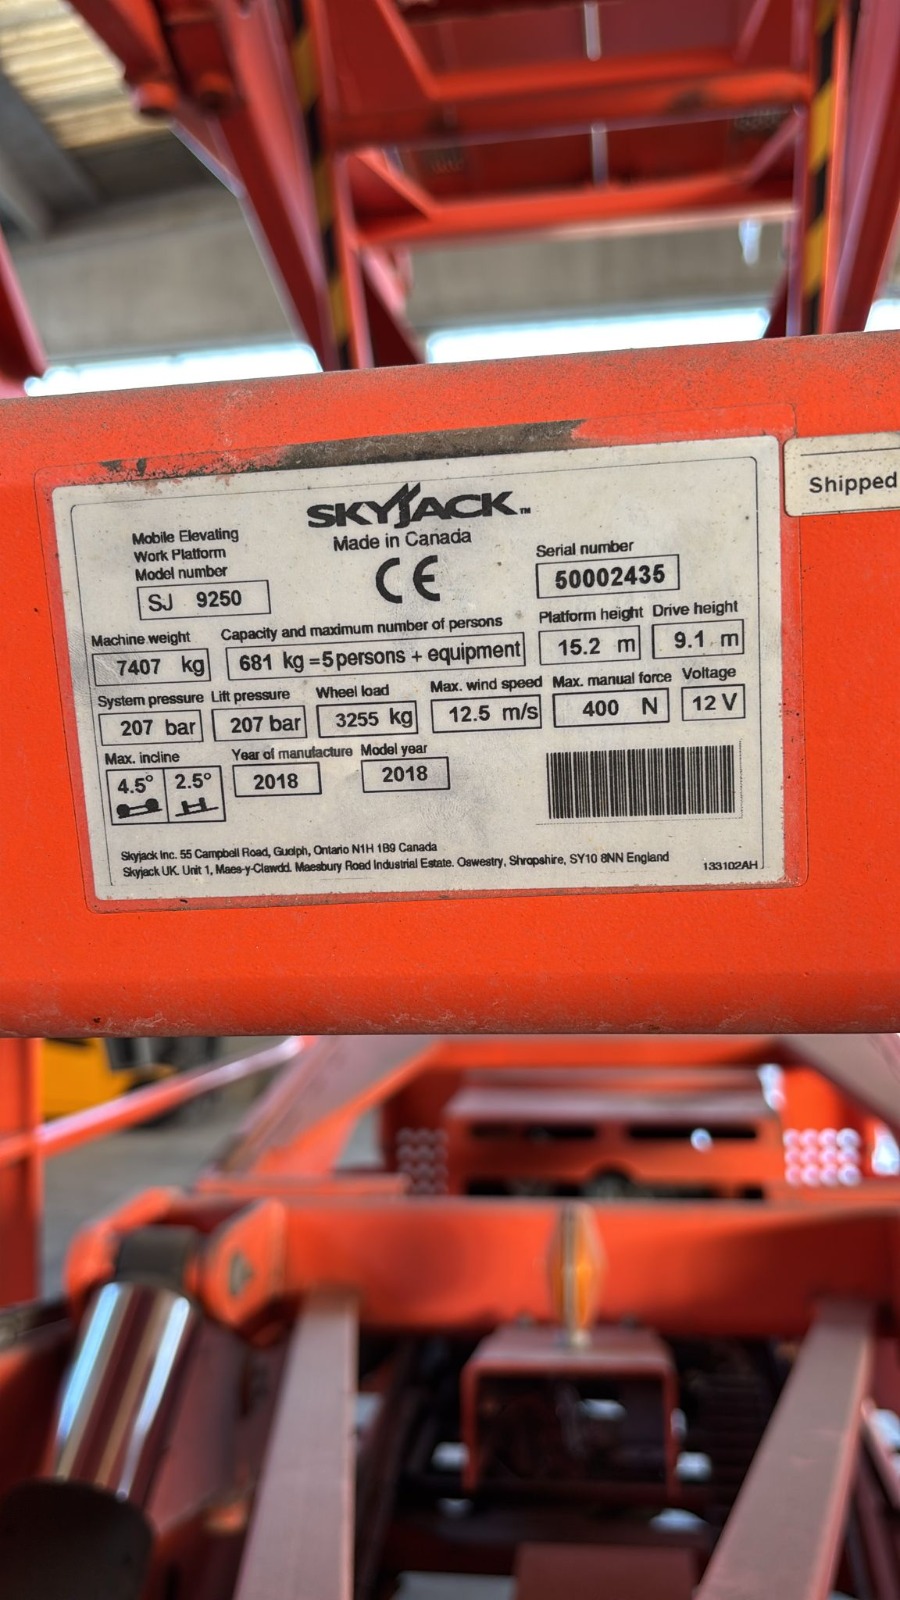 SKYJACK™
Made in Canada
CE
Mobile Elevating
Work Platform
Model number
SJ 9250
Serial number
50002435
Machine weight
7407 kg
Capacity and maximum number of persons
681 kg =5 persons + equipment
Platform height
15.2 m
Drive height
9.1 m
System pressure
207 bar
Lift pressure
207 bar
Wheel load
3255 kg
Max. wind speed
12.5 m/s
Max. manual force
400 N
Voltage
12 V
Max. incline
4.5° 2.5°
Year of manufacture
2018
Model year
2018
Skyjack Inc. 55 Campbell Road, Guelph, Ontario N1H 1B9 Canada
Skyjack UK. Unit 1, Maes-y-Clawdd. Maesbury Road Industrial Estate. Oswestry, Shropshire, SY10 8NN England
133102AH
Shipped